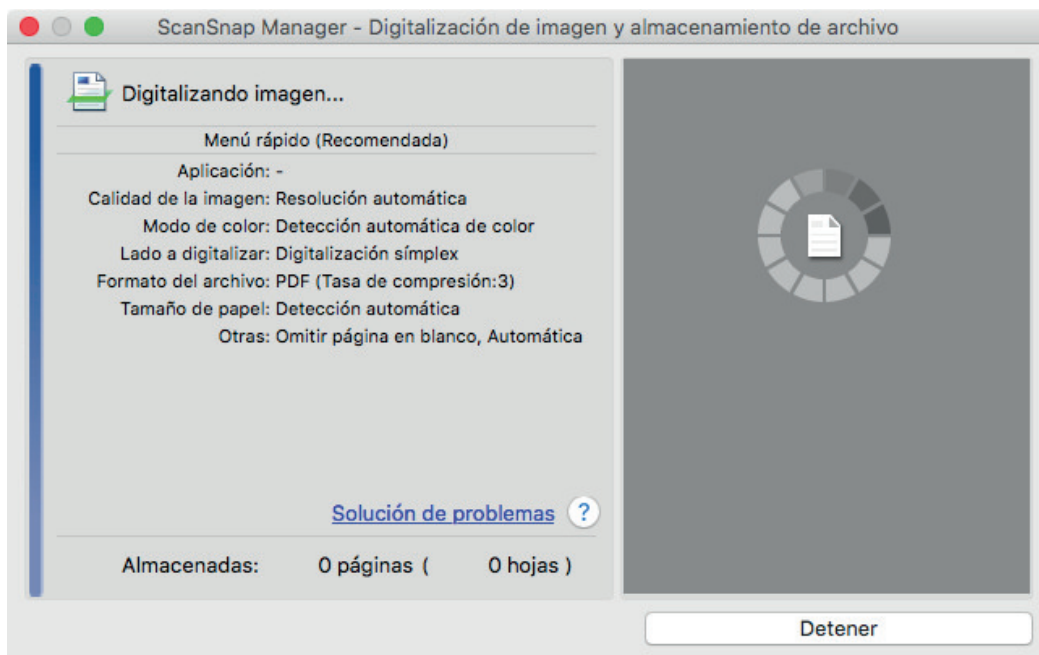 ScanSnap Manager - Digitalización de imagen y almacenamiento de archivo
Digitalizando imagen...
Menú rápido (Recomendada)
Aplicación: -
Calidad de la imagen: Resolución automática
Modo de color: Detección automática de color
Lado a digitalizar: Digitalización símplex
Formato del archivo: PDF (Tasa de compresión:3)
Tamaño de papel: Detección automática
Otras: Omitir página en blanco, Automática
Solución de problemas ?
Almacenadas: 0 páginas ( 0 hojas )
Detener